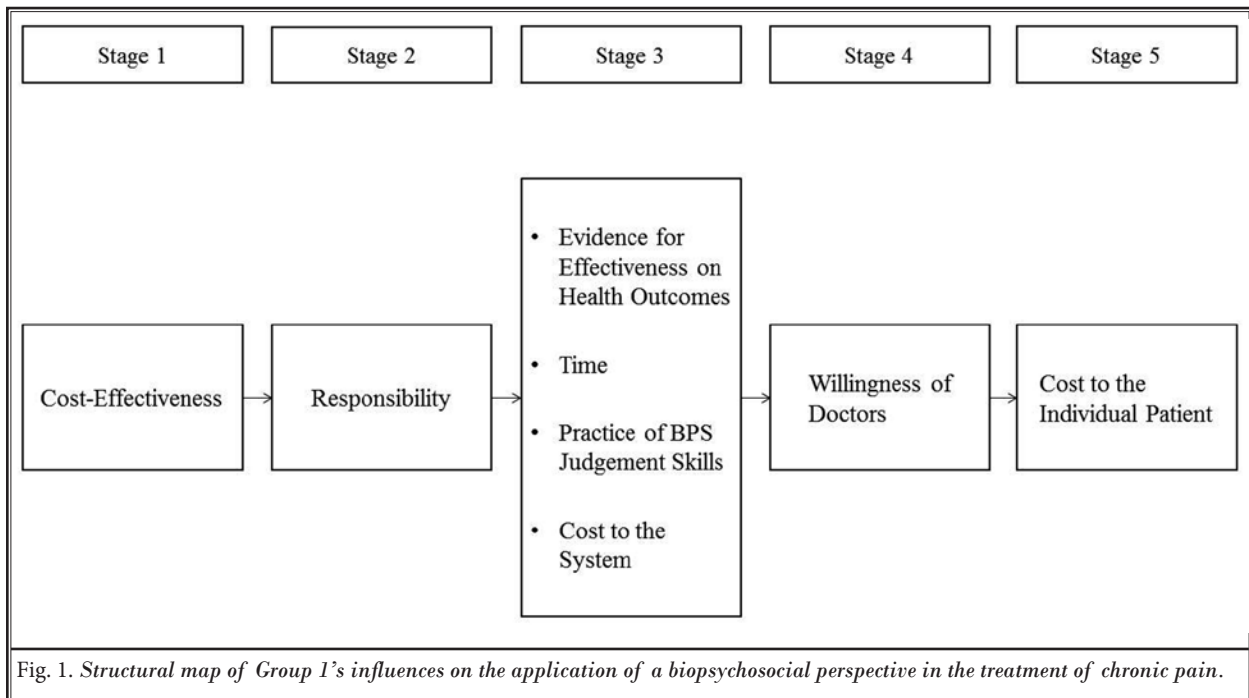 Stage 1
Stage 2
Stage 3
Stage 4
Stage 5
Cost-Effectiveness
Responsibility
• Evidence for
Effectiveness on
Health Outcomes
• Time
• Practice of BPS
Judgement Skills
• Cost to the
System
Willingness of
Doctors
Cost to the
Individual Patient
Fig. 1. Structural map of Group 1's influences on the application of a biopsychosocial perspective in the treatment of chronic pain.